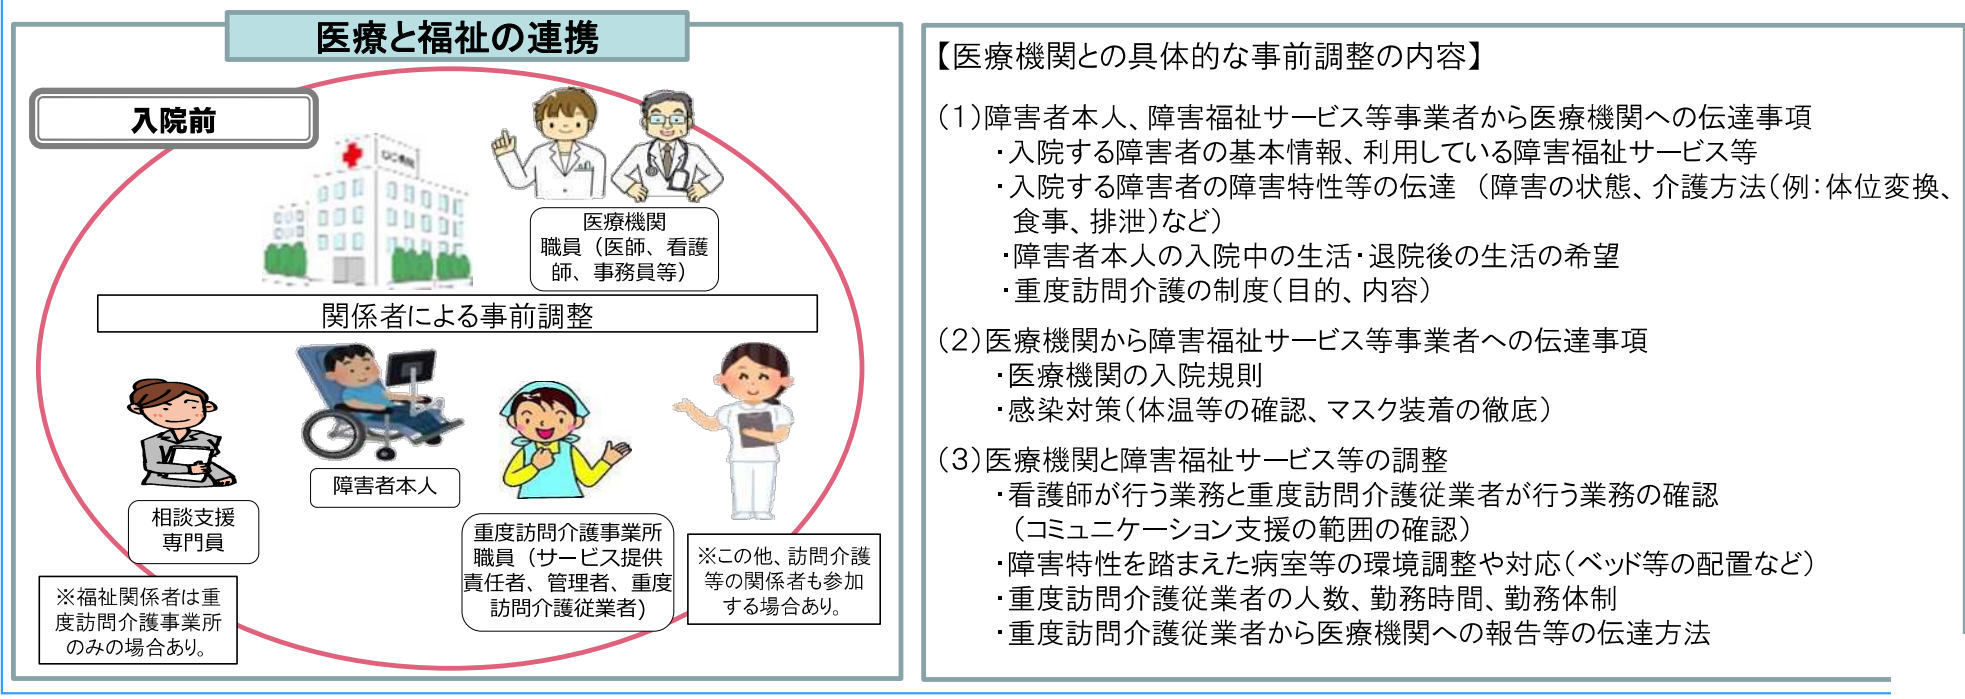 医療と福祉の連携
入院前
医療機関
職員（医師、看護
師、事務員等）
関係者による事前調整
障害者本人
相談支援
専門員
重度訪問介護事業所
職員（サービス提供
責任者、管理者、重度
訪問介護従業者)
※この他、訪問介護
等の関係者も参加
する場合あり。
※福祉関係者は重
度訪問介護事業所
のみの場合あり。
【医療機関との具体的な事前調整の内容】
（１）障害者本人、障害福祉サービス等事業者から医療機関への伝達事項
・入院する障害者の基本情報、利用している障害福祉サービス等
・入院する障害者の障害特性等の伝達　（障害の状態、介護方法（例：体位変換、
食事、排泄）など）
・障害者本人の入院中の生活・退院後の生活の希望
・重度訪問介護の制度（目的、内容）
（２）医療機関から障害福祉サービス等事業者への伝達事項
・医療機関の入院規則
・感染対策（体温等の確認、マスク装着の徹底）
（３）医療機関と障害福祉サービス等の調整
・看護師が行う業務と重度訪問介護従業者が行う業務の確認
（コミュニケーション支援の範囲の確認）
・障害特性を踏まえた病室等の環境調整や対応（ベッド等の配置など）
・重度訪問介護従業者の人数、勤務時間、勤務体制
・重度訪問介護従業者から医療機関への報告等の伝達方法